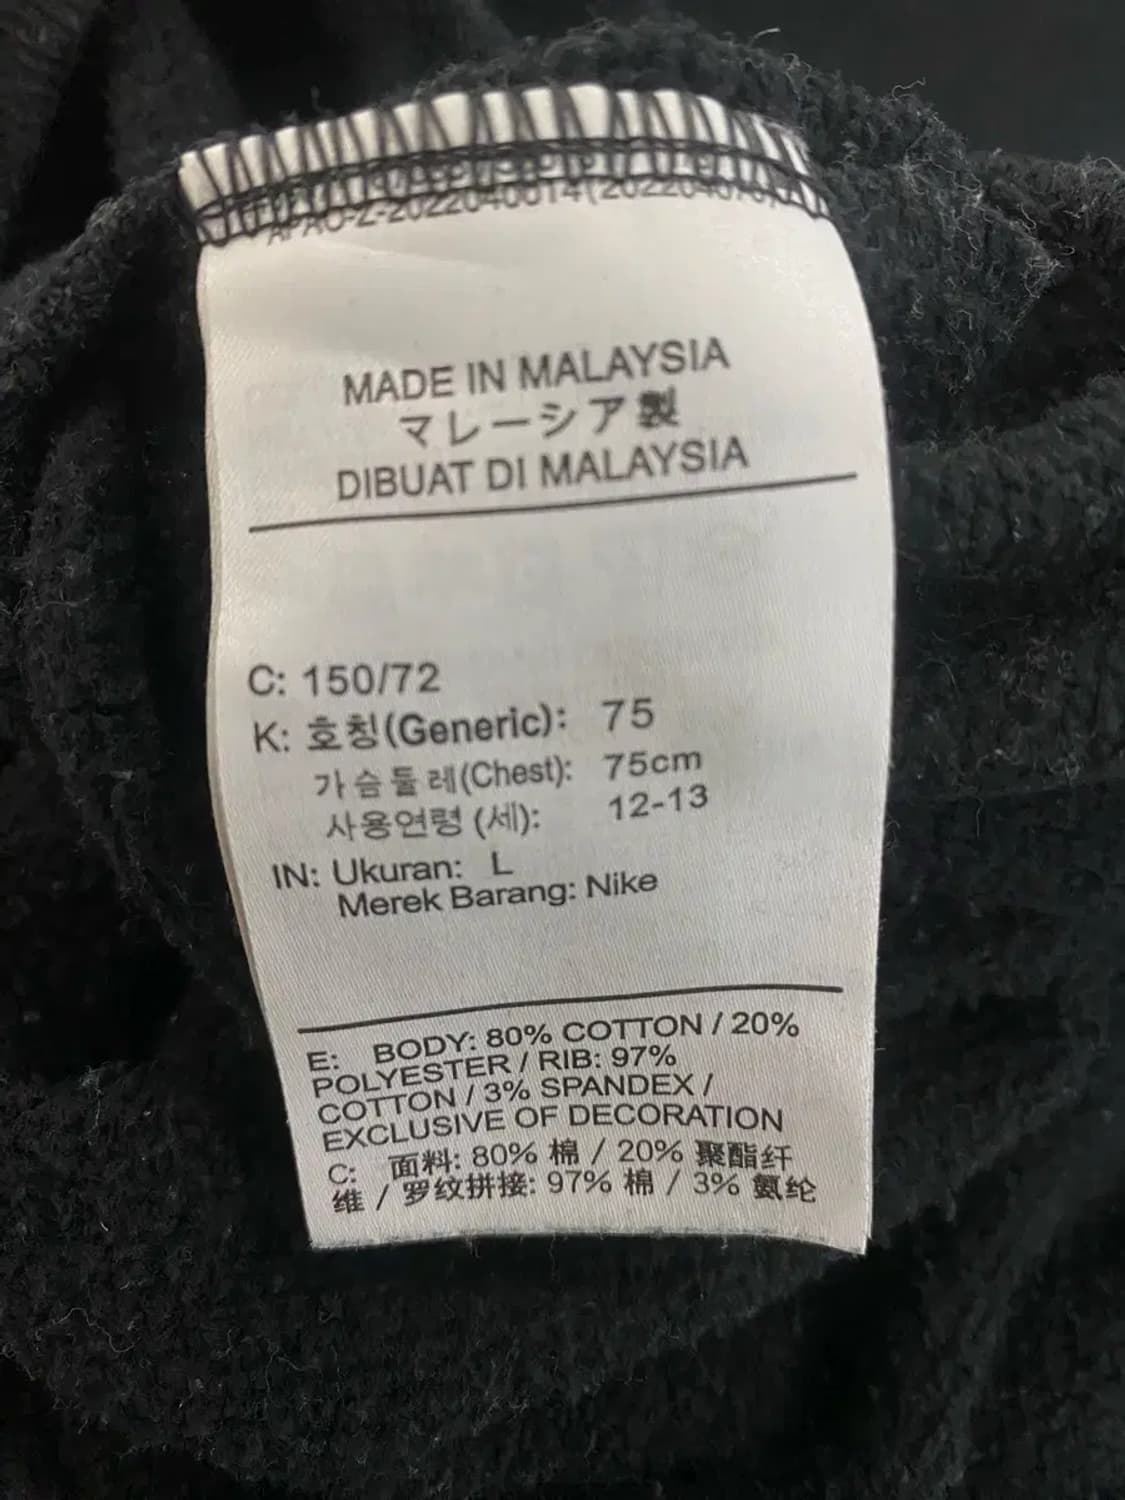 MADE IN MALAYSIA
マレーシア製
DIBUAT DI MALAYSIA
C: 150/72
K: 호칭(Generic): 75
가슴둘레(Chest): 75cm
사용연령 (세): 12-13
IN: Ukuran: L
Merek Barang: Nike
E: BODY: 80% COTTON / 20%
POLYESTER / RIB: 97%
COTTON / 3% SPANDEX /
EXCLUSIVE OF DECORATION
C: 面料: 80% 棉 / 20% 聚酯纤
维 / 罗纹拼接: 97% 棉 / 3% 氨纶